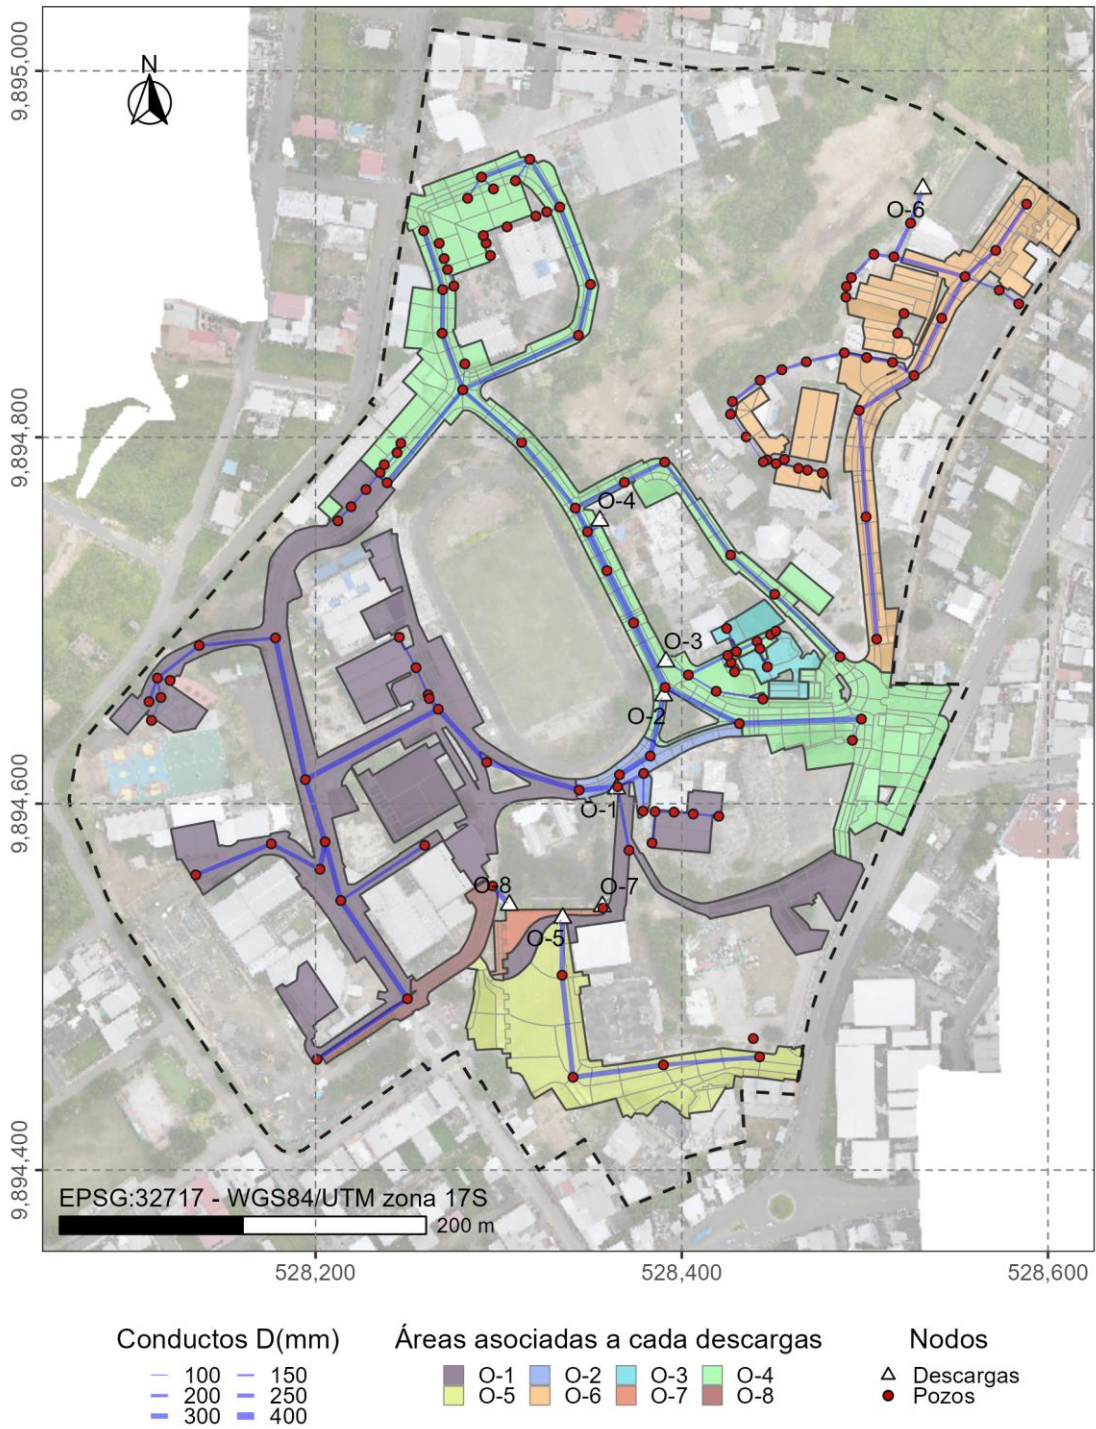 9,895,000
N
O-6
9,894,800
O-4
O-3
O-2
9,894,600
O-1
O-8
O-7
O-5
9,894,400
EPSG:32717 - WGS84/UTM zona 17S
200 m
528,200
528,400
528,600
Conductos D(mm)
100 150
200 250
300 400
Áreas asociadas a cada descargas
O-1 O-2 O-3 O-4
O-5 O-6 O-7 O-8
Nodos
Descargas
Pozos